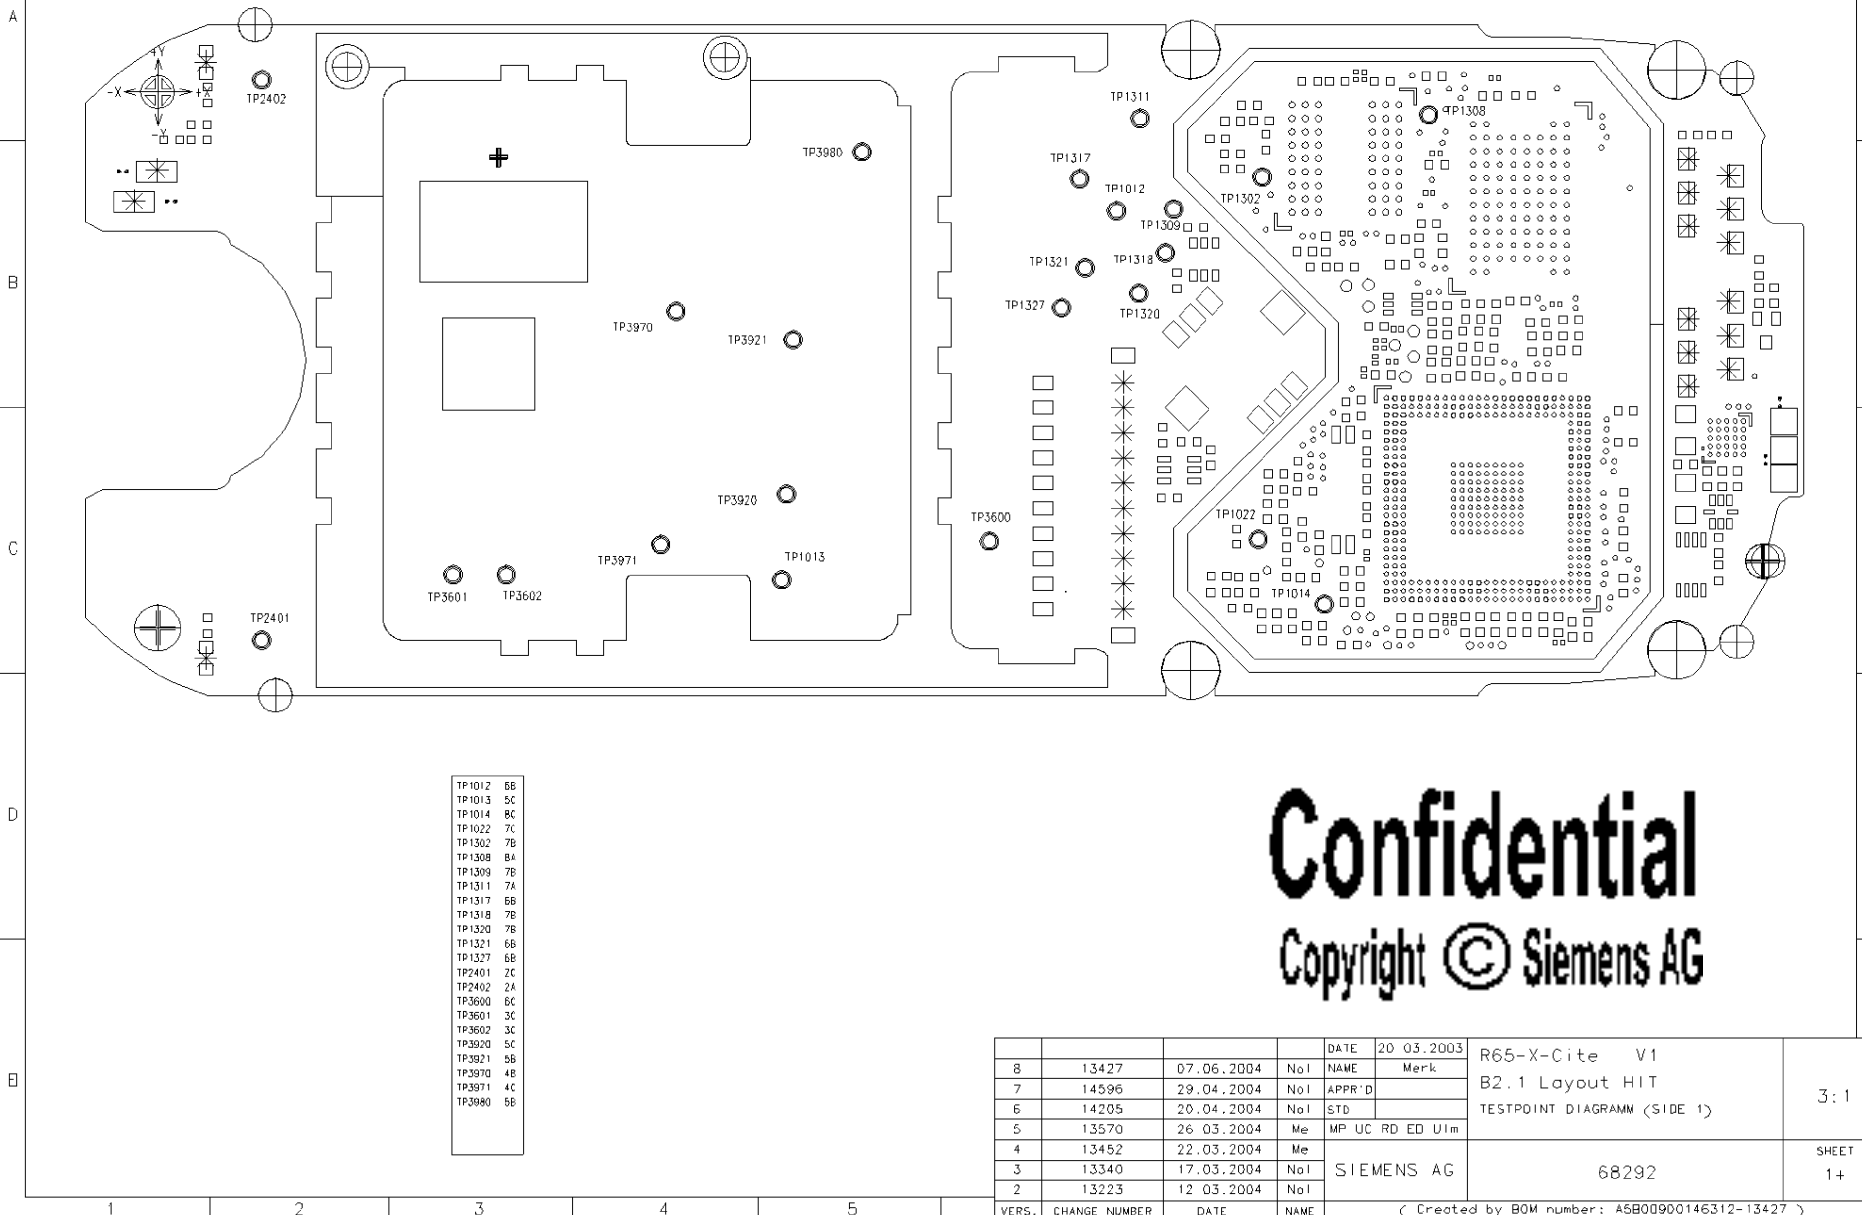 A
+Y
-X
+X
-Y
TP2402
TP3980
TP1311
TP1308
TP1317
TP1012
TP1302
TP1309
B
TP1321
TP1318
TP1327
TP1320
TP3970
TP3921
TP3920
TP3600
TP1022
C
TP3971
TP1013
TP3601
TP3602
TP1014
TP2401
D
TP1012 6B
TP1013 5C
TP1014 8C
TP1022 7C
TP1302 7B
TP1308 8A
TP1309 7B
TP1311 7A
TP1317 6B
TP1318 7B
TP1320 7B
TP1321 6B
TP1327 6B
TP2401 2C
TP2402 2A
TP3600 6C
TP3601 3C
TP3602 3C
TP3920 5C
TP3921 5B
TP3970 4B
TP3971 4C
TP3980 5B
Confidential
Copyright © Siemens AG
E
DATE 20 03.2003
8 13427 07.06.2004 Nol NAME Merk
7 14596 29.04.2004 Nol APPR'D
6 14205 20.04.2004 Nol STD
5 13570 26 03.2004 Me MP UC RD ED Ulm
4 13452 22.03.2004 Me
3 13340 17.03.2004 Nol
2 13223 12 03.2004 Nol
VERS. CHANGE NUMBER DATE NAME
SIEMENS AG
R65-X-Cite V1
B2.1 Layout HIT
TESTPOINT DIAGRAMM (SIDE 1)
3:1
68292
SHEET
1+
( Created by BOM number: A5B00900146312-13427 )
1 2 3 4 5